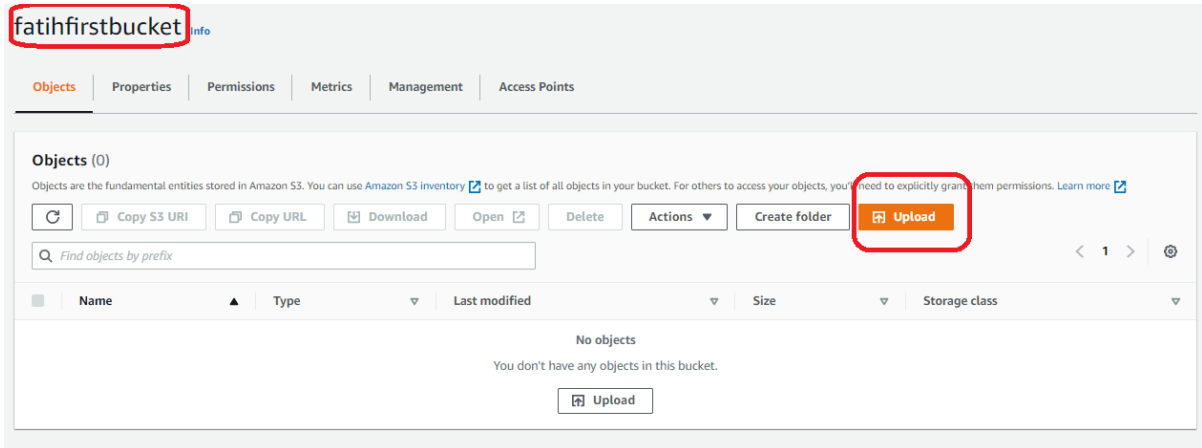 fatihfirstbucket Info
Objects Properties Permissions Metrics Management Access Points
Objects (0)
Objects are the fundamental entities stored in Amazon S3. You can use Amazon S3 inventory to get a list of all objects in your bucket. For others to access your objects, you'll need to explicitly grant them permissions. Learn more
Copy S3 URI Copy URL Download Open Delete Actions Create folder Upload
Find objects by prefix 1
Name Type Last modified Size Storage class
No objects
You don't have any objects in this bucket.
Upload